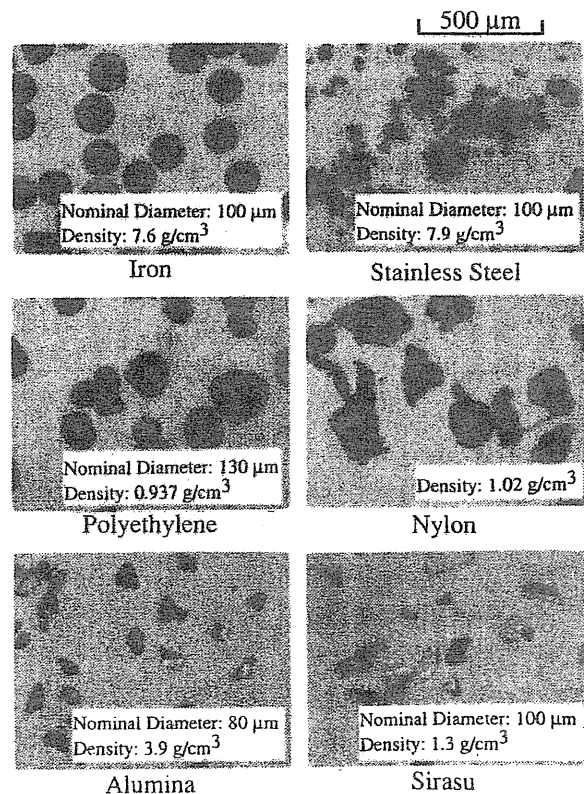 500 μm
Nominal Diameter: 100 μm
Density: 7.6 g/cm³
Iron
Nominal Diameter: 100 μm
Density: 7.9 g/cm³
Stainless Steel
Nominal Diameter: 130 μm
Density: 0.937 g/cm³
Polyethylene
Density: 1.02 g/cm³
Nylon
Nominal Diameter: 80 μm
Density: 3.9 g/cm³
Alumina
Nominal Diameter: 100 μm
Density: 1.3 g/cm³
Sirasu